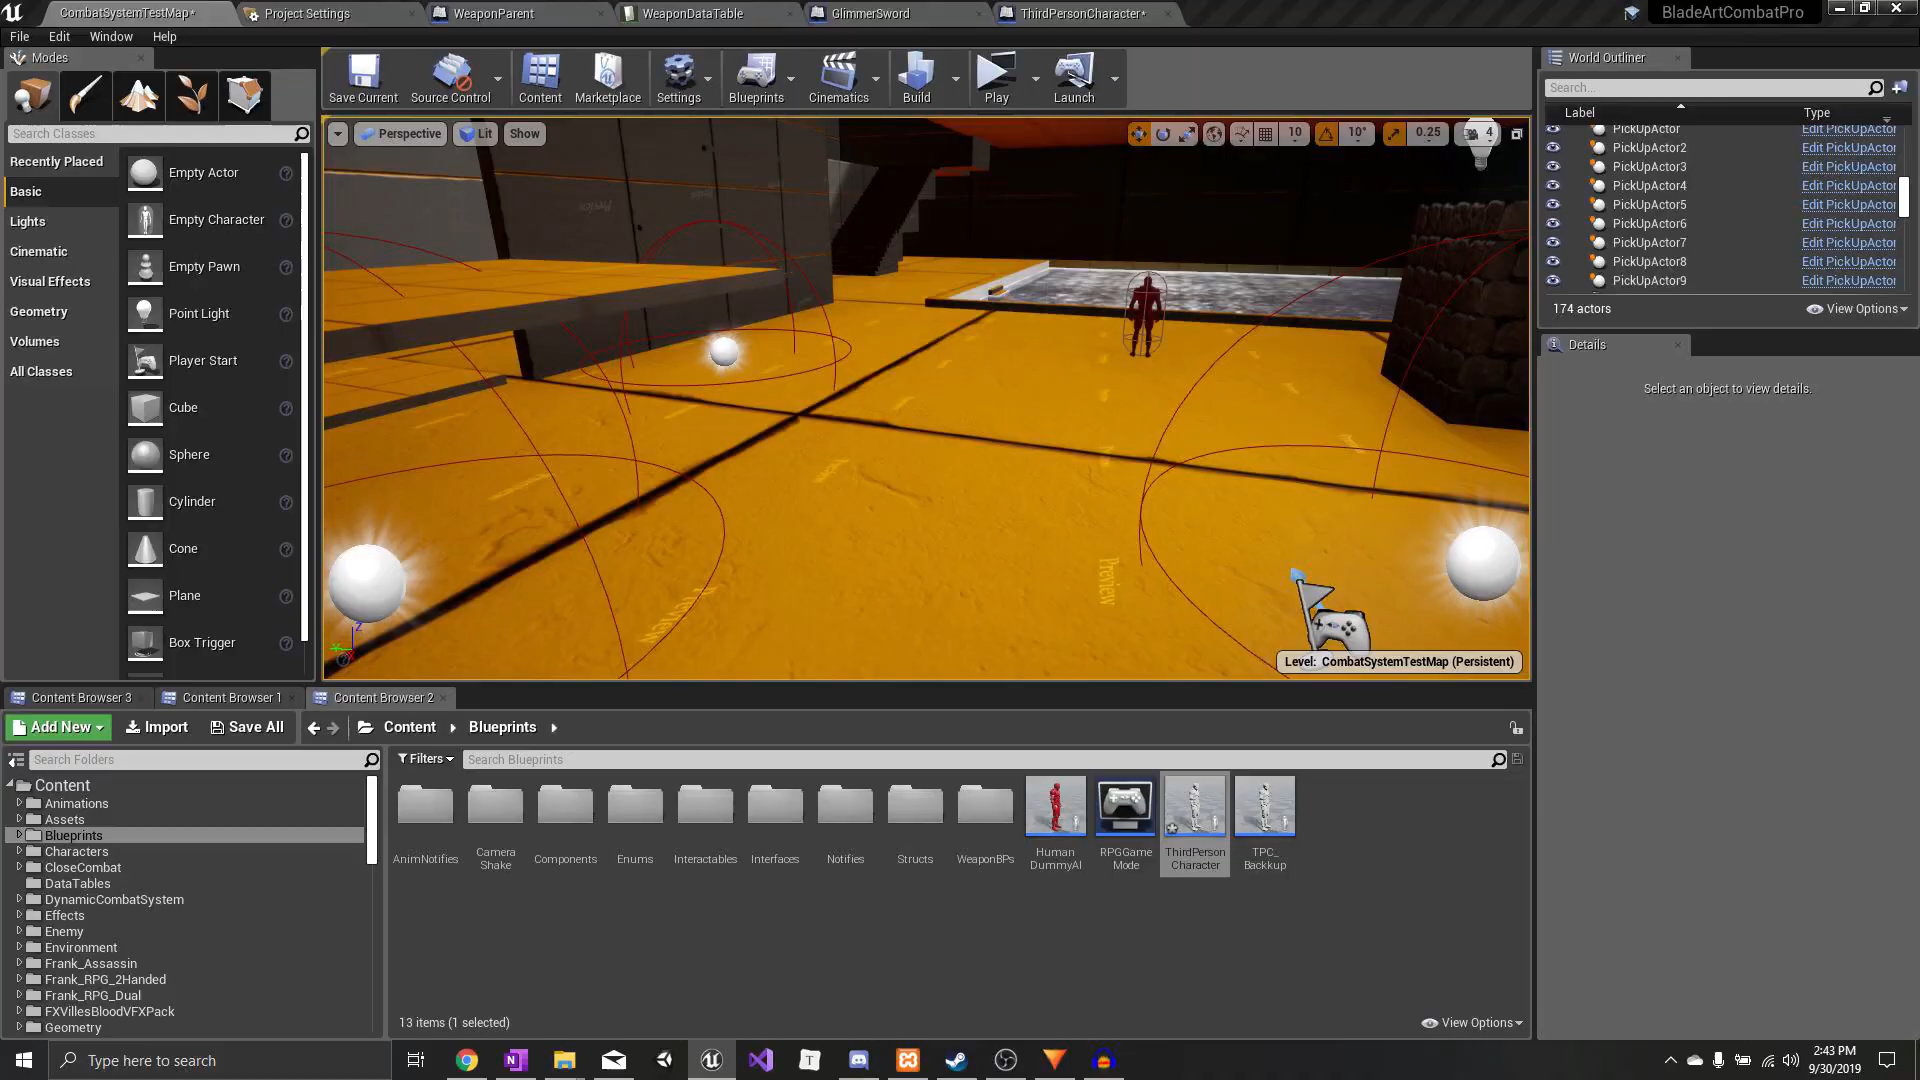 CombatSystemTestMap*
Project Settings
WeaponParent
WeaponDataTable
GlimmerSword
ThirdPersonCharacter*
BladeArtCombatPro
File Edit Window Help
Modes
Search Classes
Recently Placed
Basic
Lights
Cinematic
Visual Effects
Geometry
Volumes
All Classes
Empty Actor
Empty Character
Empty Pawn
Point Light
Player Start
Cube
Sphere
Cylinder
Cone
Plane
Box Trigger
Save Current
Source Control
Content
Marketplace
Settings
Blueprints
Cinematics
Build
Play
Launch
Perspective
Lit
Show
10
10°
0.25
4
Preview
Level: CombatSystemTestMap (Persistent)
World Outliner
Search...
Label Type
PickUpActor Edit PickUpActor
PickUpActor2 Edit PickUpActor
PickUpActor3 Edit PickUpActor
PickUpActor4 Edit PickUpActor
PickUpActor5 Edit PickUpActor
PickUpActor6 Edit PickUpActor
PickUpActor7 Edit PickUpActor
PickUpActor8 Edit PickUpActor
PickUpActor9 Edit PickUpActor
174 actors View Options
Details
Select an object to view details.
Content Browser 3
Content Browser 1
Content Browser 2
Add New
Import
Save All
Content
Blueprints
Search Folders
Filters
Search Blueprints
Content
Animations
Assets
Blueprints
Characters
CloseCombat
DataTables
DynamicCombatSystem
Effects
Enemy
Environment
Frank_Assassin
Frank_RPG_2Handed
Frank_RPG_Dual
FXVillesBloodVFXPack
Geometry
AnimNotifies
Camera
Shake
Components
Enums
Interactables
Interfaces
Notifies
Structs
WeaponBPs
Human
DummyAI
RPGGame
Mode
ThirdPerson
Character
TPC_
Backkup
13 items (1 selected)
View Options
Type here to search
2:43 PM
9/30/2019